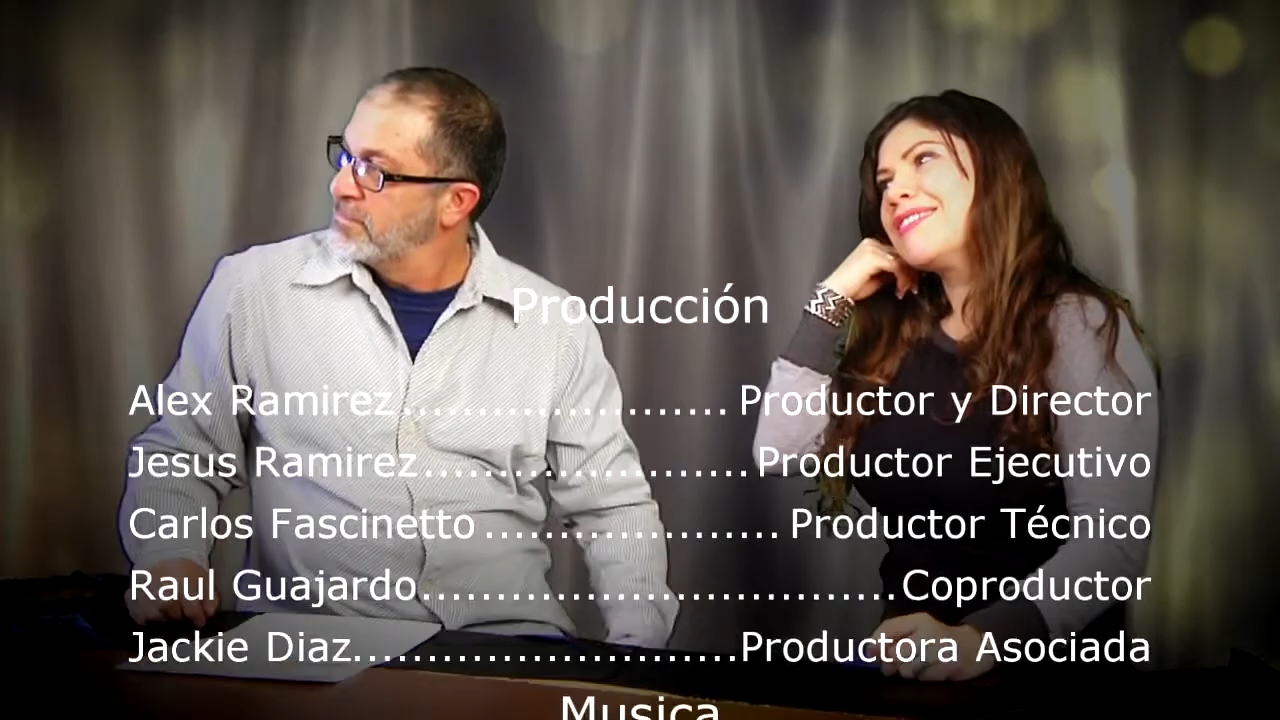 Producción
Alex Ramirez...................... Productor y Director
Jesus Ramirez......................Productor Ejecutivo
Carlos Fascinetto.................... Productor Técnico
Raul Guajardo................................Coproductor
Jackie Diaz..........................Productora Asociada
Musica